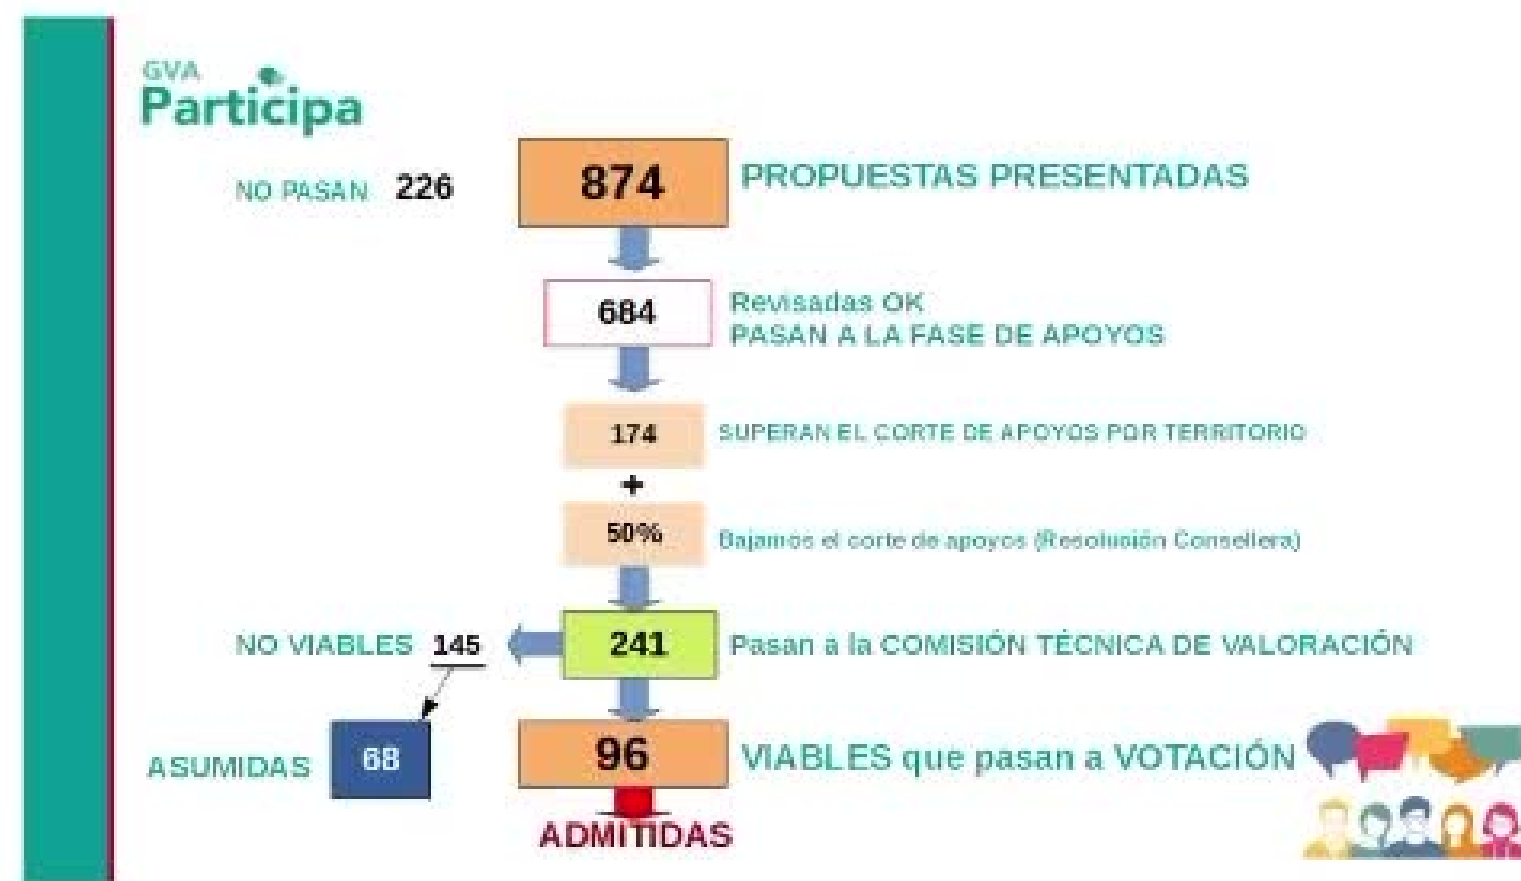 GVA
Participa
NO PASAN 226
874
PROPUESTAS PRESENTADAS
684
Revisadas OK
PASAN A LA FASE DE APOYOS
174
SUPERAN EL CORTE DE APOYOS POR TERRITORIO
+
50%
Bajamos el corte de apoyos (Resolución Consellera)
NO VIABLES 145
241
Pasan a la COMISIÓN TÉCNICA DE VALORACIÓN
ASUMIDAS 68
96
VIABLES que pasan a VOTACIÓN
ADMITIDAS